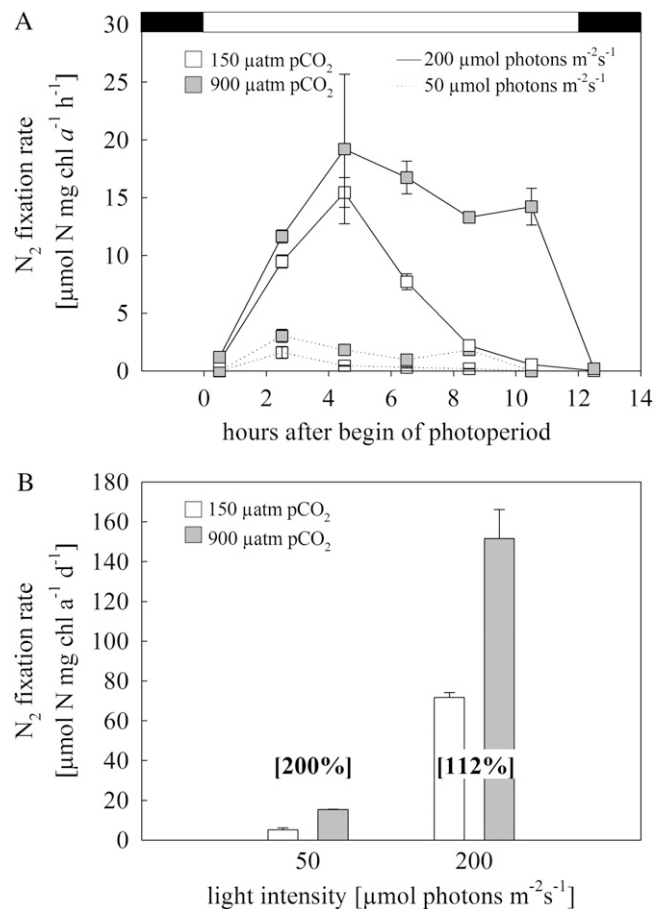 A
30
25
20
15
10
5
0
N₂ fixation rate
[µmol N mg chl a⁻¹ h⁻¹]
150 µatm pCO₂
900 µatm pCO₂
200 µmol photons m⁻²s⁻¹
50 µmol photons m⁻²s⁻¹
0 2 4 6 8 10 12 14
hours after begin of photoperiod
B
180
160
140
120
100
80
60
40
20
0
N₂ fixation rate
[µmol N mg chl a⁻¹ d⁻¹]
150 µatm pCO₂
900 µatm pCO₂
[200%] [112%]
50 200
light intensity [µmol photons m⁻²s⁻¹]